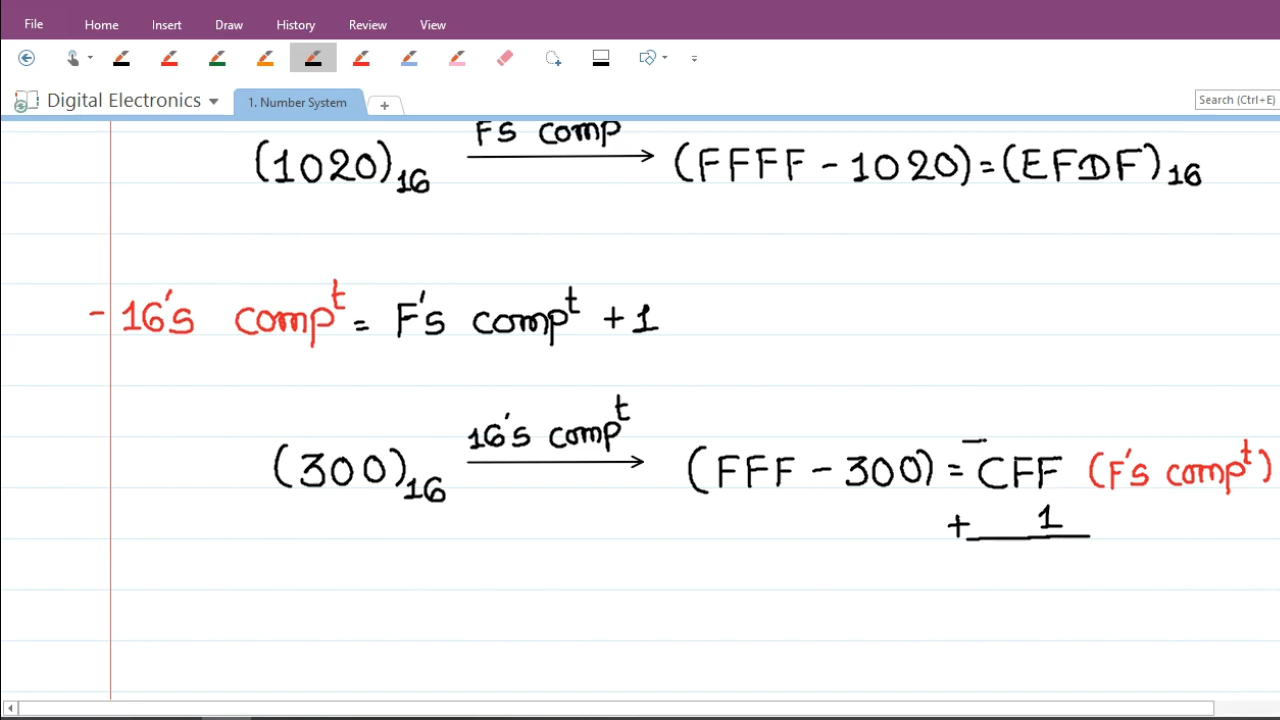 File Home Insert Draw History Review View
Digital Electronics 1. Number System + Search (Ctrl+E)
(1020)₁₆ F's comp (FFFF - 1020) = (EFDF)₁₆
- 16's compᵗ = F's compᵗ + 1
(300)₁₆ 16's compᵗ (FFF - 300) = CFF (F's compᵗ)
+ 1